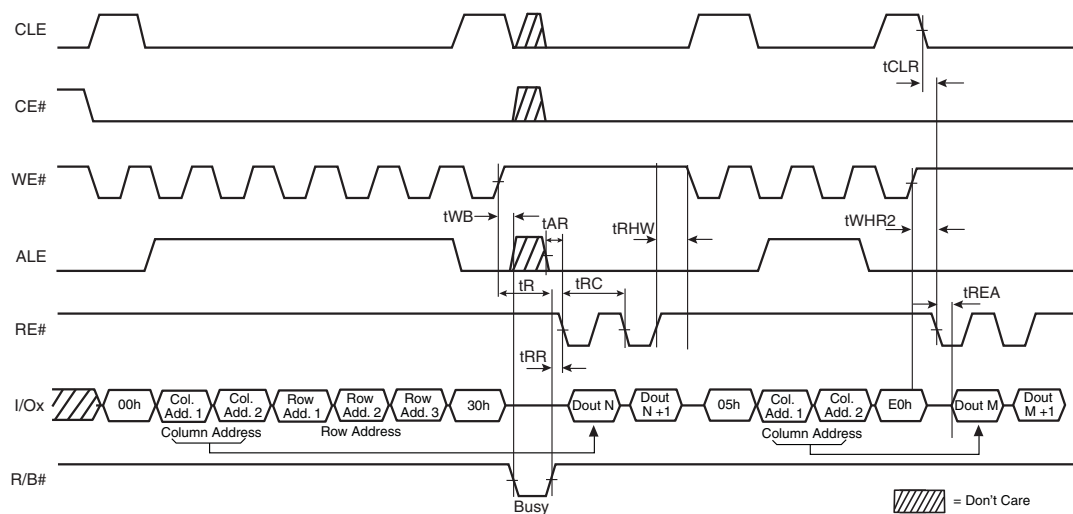 CLE
tCLR
CE#
WE#
tWB
tAR
tRHW
tWHR2
ALE
tR
tRC
tREA
RE#
tRR
I/Ox
00h
Col.
Add. 1
Col.
Add. 2
Row
Add. 1
Row
Add. 2
Row
Add. 3
30h
Dout N
Dout
N +1
05h
Col.
Add. 1
Col.
Add. 2
E0h
Dout M
Dout
M +1
Column Address
Row Address
Column Address
R/B#
Busy
= Don't Care